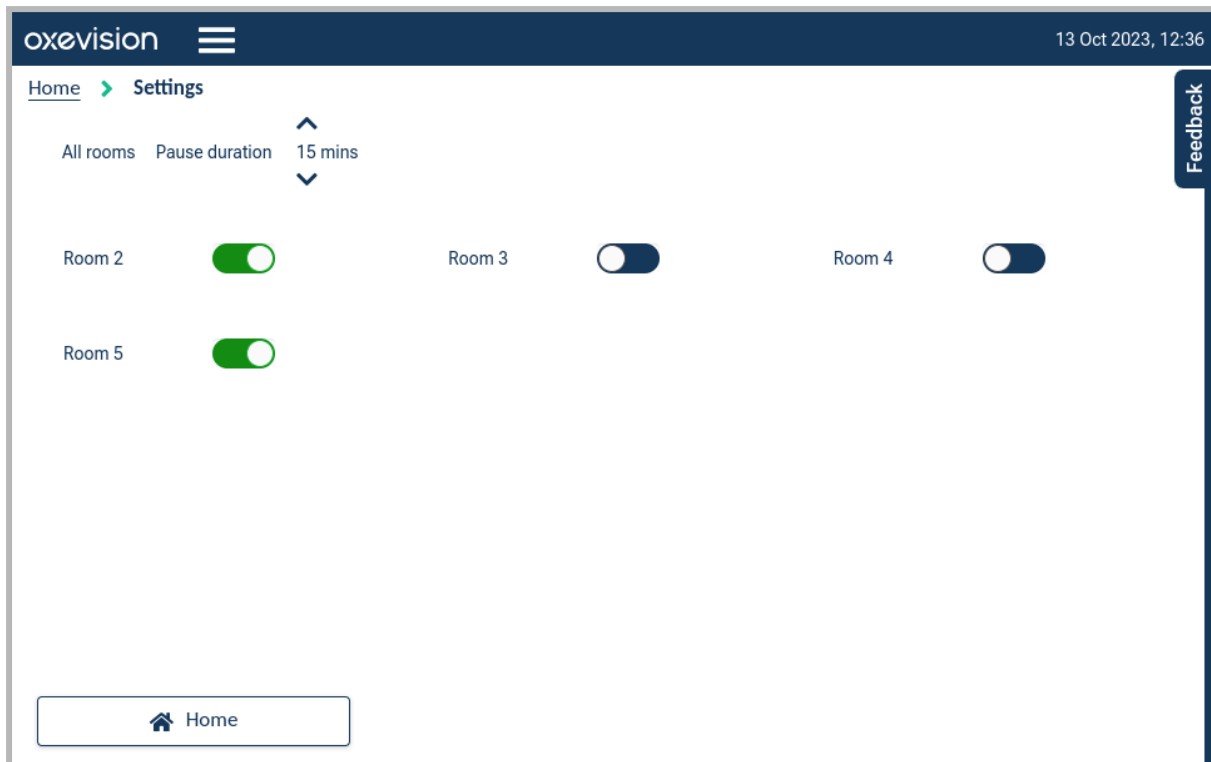 oxevision 13 Oct 2023, 12:36
Home Settings
Feedback
All rooms Pause duration 15 mins
Room 2 Room 3 Room 4
Room 5
Home